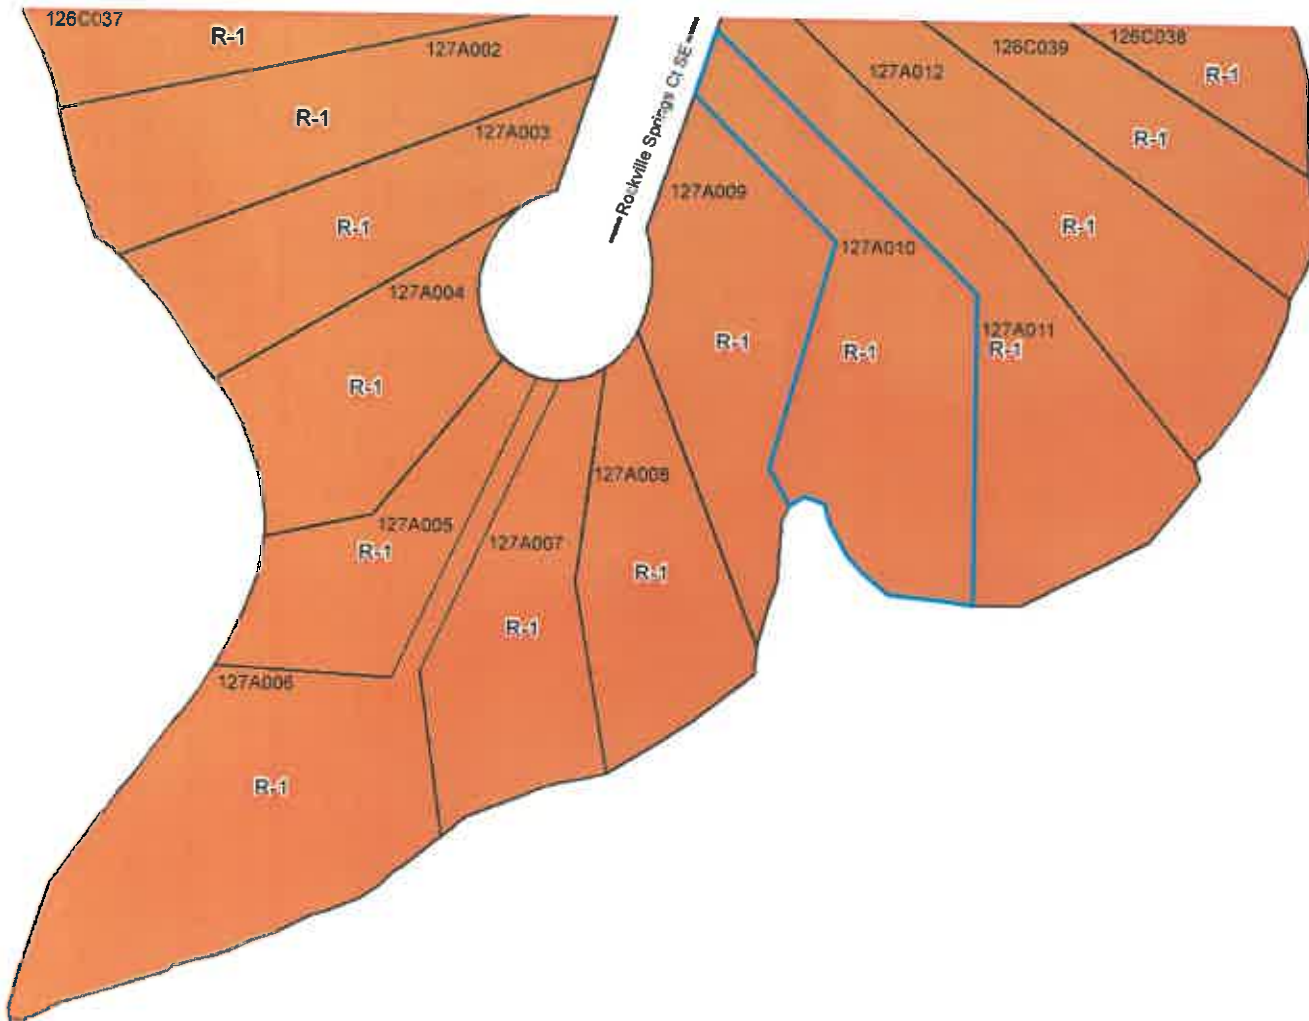 126C037
R-1
127A002
R-1
127A003
R-1
127A004
R-1
127A005
R-1
127A006
R-1
127A007
R-1
127A008
R-1
Rockville Springs Ct SE
127A009
R-1
127A010
R-1
127A011
R-1
127A012
R-1
126C039
R-1
126C038
R-1